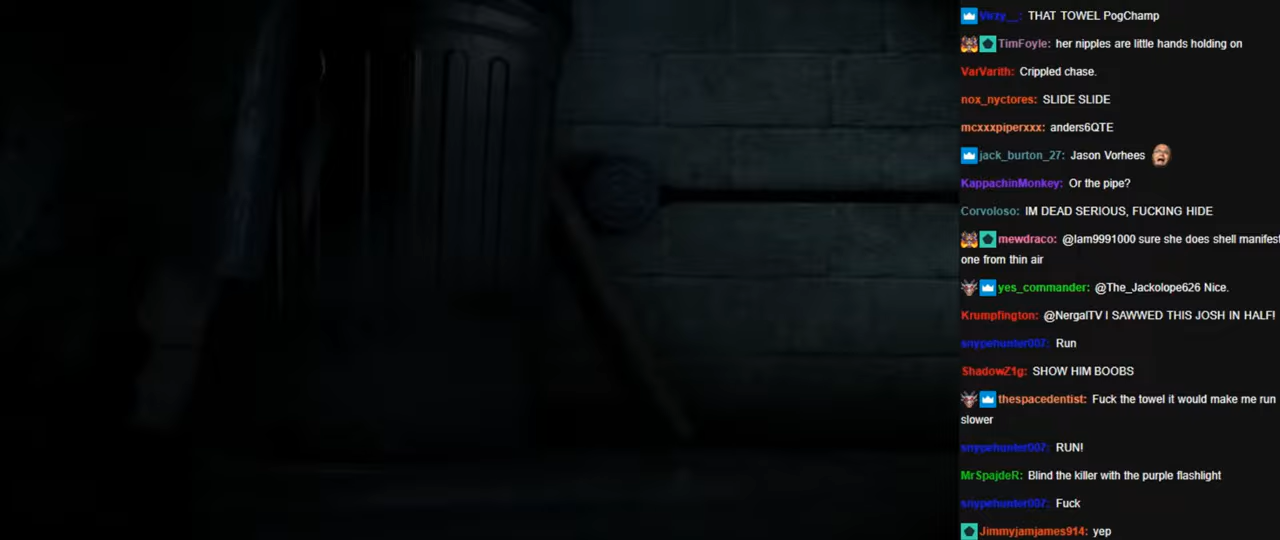 Virzy__: THAT TOWEL PogChamp
TimFoyle: her nipples are little hands holding on
VarVarith: Crippled chase.
nox_nyctores: SLIDE SLIDE
mcxxxpiperxxx: anders6QTE
jack_burton_27: Jason Vorhees
KappachinMonkey: Or the pipe?
Corvoloso: IM DEAD SERIOUS, FUCKING HIDE
mewdraco: @lam9991000 sure she does shell manifest
one from thin air
yes_commander: @The_Jackolope626 Nice.
Krumpfington: @NergalTV I SAWWED THIS JOSH IN HALF!
snypehunter007: Run
ShadowZ1g: SHOW HIM BOOBS
thespacedentist: Fuck the towel it would make me run
slower
snypehunter007: RUN!
MrSpajdeR: Blind the killer with the purple flashlight
snypehunter007: Fuck
Jimmyjamjames914: yep